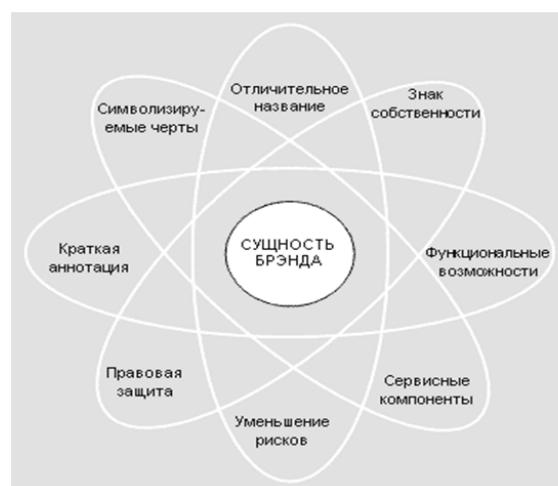 Отличительное
название
Знак
собственности
Символизиру-
емые черты
СУЩНОСТЬ
БРЭНДА
Краткая
аннотация
Функциональные
возможности
Правовая
защита
Сервисные
компоненты
Уменьшение
рисков